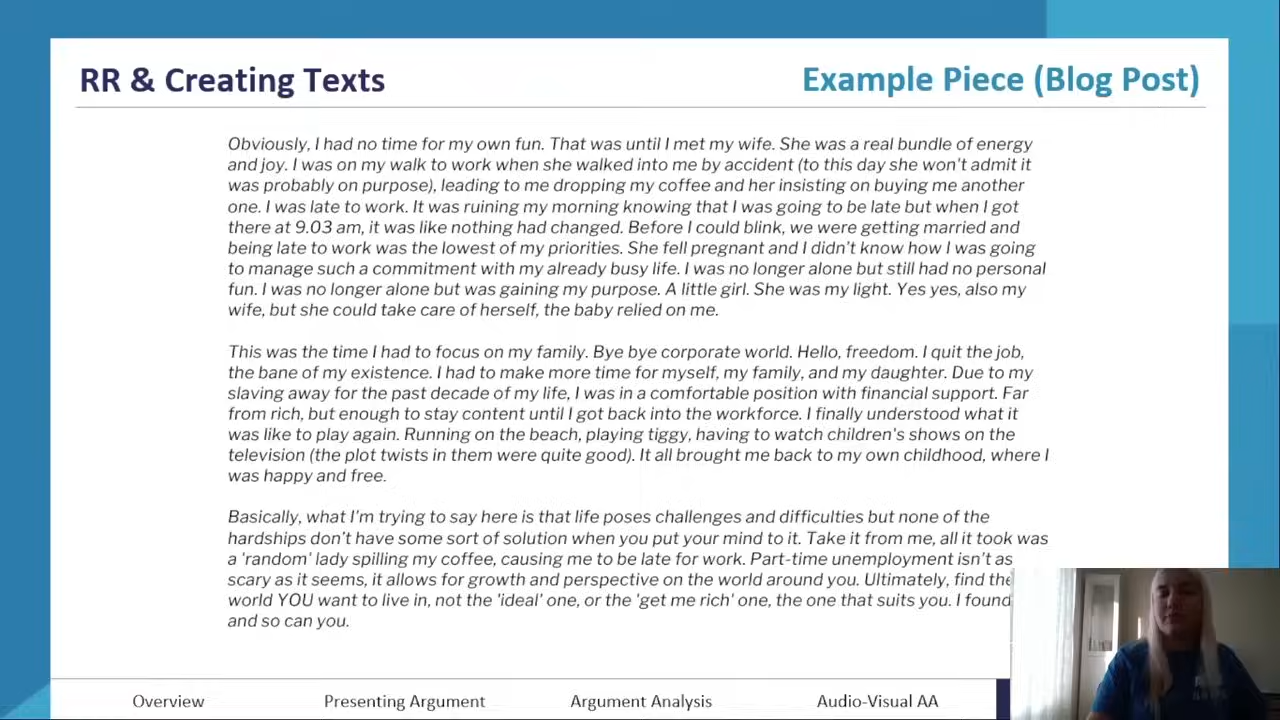 RR & Creating Texts
Example Piece (Blog Post)
Obviously, I had no time for my own fun. That was until I met my wife. She was a real bundle of energy
and joy. I was on my walk to work when she walked into me by accident (to this day she won't admit it
was probably on purpose), leading to me dropping my coffee and her insisting on buying me another
one. I was late to work. It was ruining my morning knowing that I was going to be late but when I got
there at 9.03 am, it was like nothing had changed. Before I could blink, we were getting married and
being late to work was the lowest of my priorities. She fell pregnant and I didn't know how I was going
to manage such a commitment with my already busy life. I was no longer alone but still had no personal
fun. I was no longer alone but was gaining my purpose. A little girl. She was my light. Yes yes, also my
wife, but she could take care of herself, the baby relied on me.
This was the time I had to focus on my family. Bye bye corporate world. Hello, freedom. I quit the job,
the bane of my existence. I had to make more time for myself, my family, and my daughter. Due to my
slaving away for the past decade of my life, I was in a comfortable position with financial support. Far
from rich, but enough to stay content until I got back into the workforce. I finally understood what it
was like to play again. Running on the beach, playing tiggy, having to watch children's shows on the
television (the plot twists in them were quite good). It all brought me back to my own childhood, where I
was happy and free.
Basically, what I'm trying to say here is that life poses challenges and difficulties but none of the
hardships don't have some sort of solution when you put your mind to it. Take it from me, all it took was
a 'random' lady spilling my coffee, causing me to be late for work. Part-time unemployment isn't as
scary as it seems, it allows for growth and perspective on the world around you. Ultimately, find the
world YOU want to live in, not the 'ideal' one, or the 'get me rich' one, the one that suits you. I found
and so can you.
Overview
Presenting Argument
Argument Analysis
Audio-Visual AA